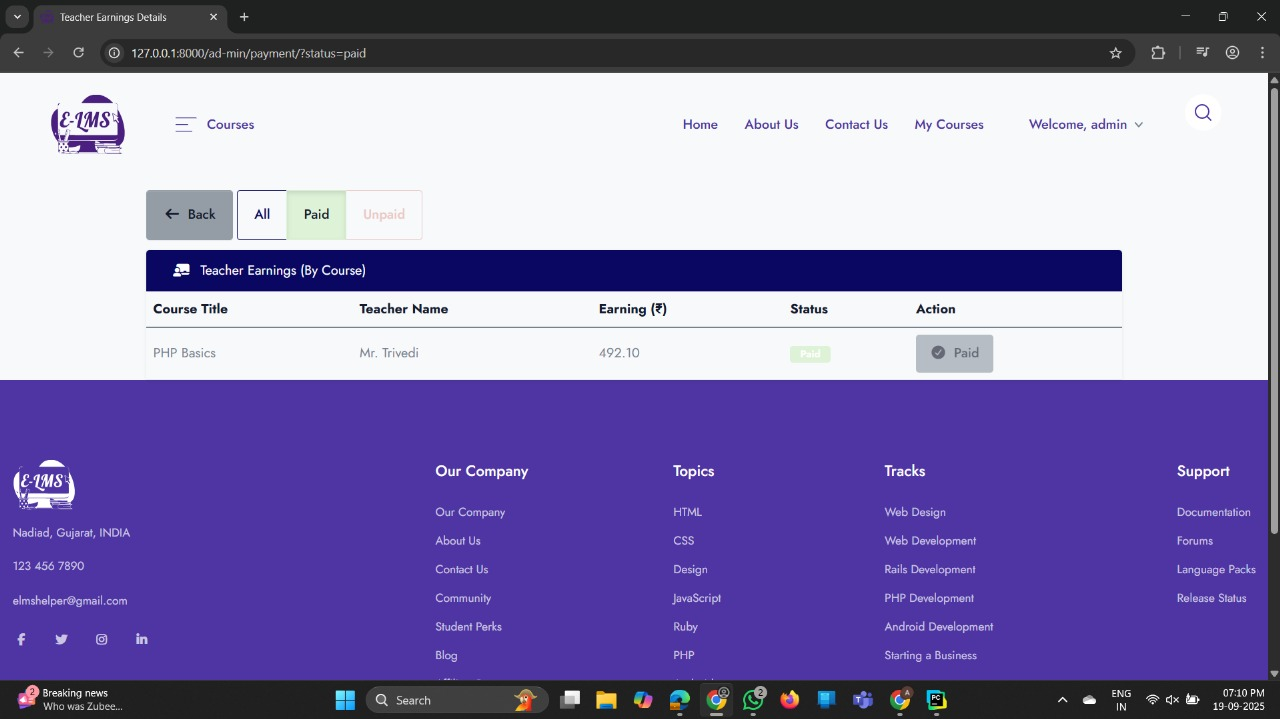 Teacher Earnings Details
127.0.0.1:8000/ad-min/payment/?status=paid
E-LMS
Courses
Home
About Us
Contact Us
My Courses
Welcome, admin
Back
All
Paid
Unpaid
Teacher Earnings (By Course)
Course Title Teacher Name Earning (₹) Status Action
PHP Basics Mr. Trivedi 492.10 Paid Paid
E-LMS
Nadiad, Gujarat, INDIA
123 456 7890
elmshelper@gmail.com
Our Company
Our Company
About Us
Contact Us
Community
Student Perks
Blog
Topics
HTML
CSS
Design
JavaScript
Ruby
PHP
Tracks
Web Design
Web Development
Rails Development
PHP Development
Android Development
Starting a Business
Support
Documentation
Forums
Language Packs
Release Status
2
Breaking news
Who was Zubee...
Search
2
A
PC
ENG
IN
07:10 PM
19-09-2025